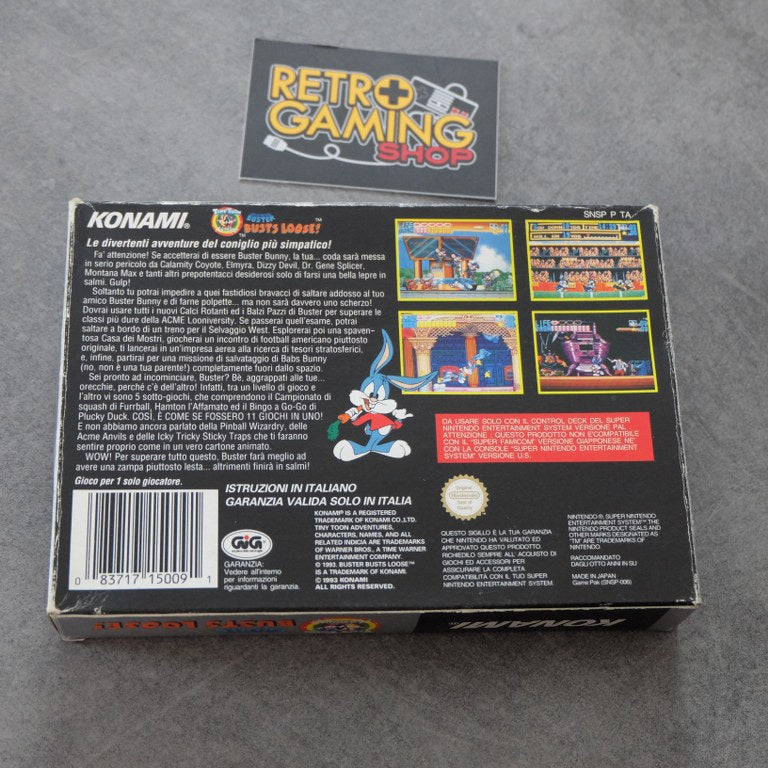 RETRO
GAMING
SHOP
KONAMI®
TINY TOON
BUSTER
BUSTS LOOSE!™
SNSP P TA
Le divertenti avventure del coniglio più simpatico!
Fa' attenzione! Se accetterai di essere Buster Bunny, la tua... coda sarà messa
in serio pericolo da Calamity Coyote, Elmyra, Dizzy Devil, Dr. Gene Splicer,
Montana Max e tanti altri prepotentacci desiderosi solo di farsi una bella lepre in
salmì. Gulp!
Soltanto tu potrai impedire a quei fastidiosi bravacci di saltare addosso al tuo
amico Buster Bunny e di farne polpette... ma non sarà davvero uno scherzo!
Dovrai usare tutti i nuovi Calci Rotanti ed i Balzi Pazzi di Buster per superare le
classi più dure della ACME Looniversity. Se passerai quell'esame, potrai
saltare a bordo di un treno per il Selvaggio West. Esplorerai poi una spaven-
tosa Casa dei Mostri, giocherai un incontro di football americano piuttosto
originale, ti lancerai in un'impresa aerea alla ricerca di tesori stratosferici,
e, infine, partirai per una missione di salvataggio di Babs Bunny
(no, non è una tua parente!) completamente fuori dallo spazio.
Sei pronto ad incominciare, Buster? Bè, aggrappati alle tue...
orecchie, perché c'è dell'altro! Infatti, tra un livello di gioco e
l'altro vi sono 5 sotto-giochi, che comprendono il Campionato di
squash di Furrball, Hamton l'Affamato ed il Bingo a Go-Go di
Plucky Duck. COSÌ, È COME SE FOSSERO 11 GIOCHI IN UNO!
E non abbiamo ancora parlato della Pinball Wizardry, delle
Acme Anvils e delle Icky Tricky Sticky Traps che ti faranno
sentire proprio come in un vero cartone animato.
WOW! Per superare tutto questo, Buster farà meglio ad
avere una zampa piuttosto lesta... altrimenti finirà in salmì!
Gioco per 1 solo giocatore.
DA USARE SOLO CON IL CONTROL DECK DEL SUPER
NINTENDO ENTERTAINMENT SYSTEM VERSIONE PAL
ATTENZIONE : QUESTO PRODOTTO NON E'COMPATIBILE
CON IL "SUPER FAMICOM" VERSIONE GIAPPONESE NE'
CON LA CONSOLE "SUPER NINTENDO ENTERTAINMENT
SYSTEM" VERSIONE U.S.
ISTRUZIONI IN ITALIANO
GARANZIA VALIDA SOLO IN ITALIA
0 83717 15009 1
GiG
GARANZIA:
Vedere all'interno
per informazioni
riguardanti la garanzia.
KONAMI® IS A REGISTERED
TRADEMARK OF KONAMI CO.,LTD.
TINY TOON ADVENTURES,
CHARACTERS, NAMES, AND ALL
RELATED INDICIA ARE TRADEMARKS
OF WARNER BROS., A TIME WARNER
ENTERTAINMENT COMPANY.
© 1993. BUSTER BUSTS LOOSE™
IS A TRADEMARK OF KONAMI.
© 1993 KONAMI
ALL RIGHTS RESERVED.
Original
Nintendo
Seal of
Quality
QUESTO SIGILLO È LA TUA GARANZIA
CHE NINTENDO HA VALUTATO ED
APPROVATO QUESTO PRODOTTO.
RICHIEDILO SEMPRE ALL' ACQUISTO DI
GIOCHI ED ACCESSORI PER
ASSICURARE LA COMPLETA
COMPATIBILITÀ CON IL TUO SUPER
NINTENDO ENTERTAINMENT SYSTEM
NINTENDO®, SUPER NINTENDO
ENTERTAINMENT SYSTEM™ THE
NINTENDO PRODUCT SEALS AND
OTHER MARKS DESIGNATED AS
"TM" ARE TRADEMARKS OF
NINTENDO.
RACCOMANDATO
DAGLI OTTO ANNI IN SU
MADE IN JAPAN
Game Pak (SNSP-006)
BUSTS LOOSE!
KONAMI
KONAMI